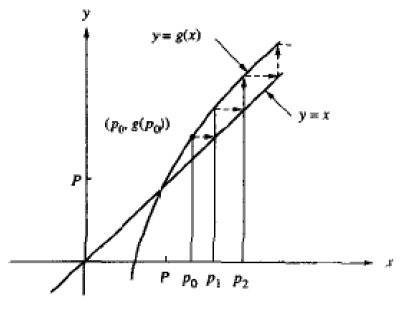 y
y = g(x)
(p₀, g(p₀))
y = x
P
P p₀ p₁ p₂
x